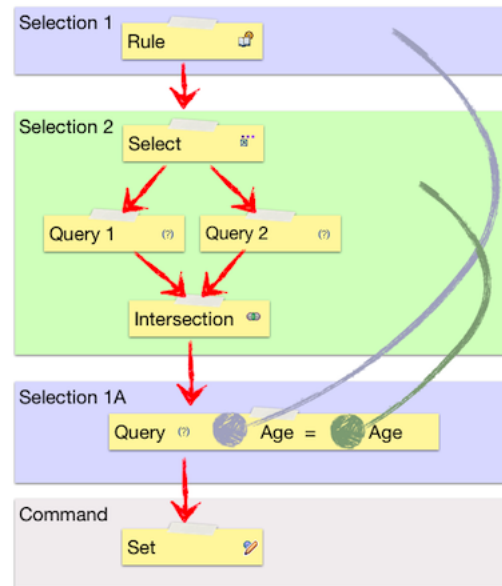 Selection 1
Rule
Selection 2
Select
Query 1 (?)
Query 2 (?)
Intersection
Selection 1A
Query (?) Age = Age
Command
Set